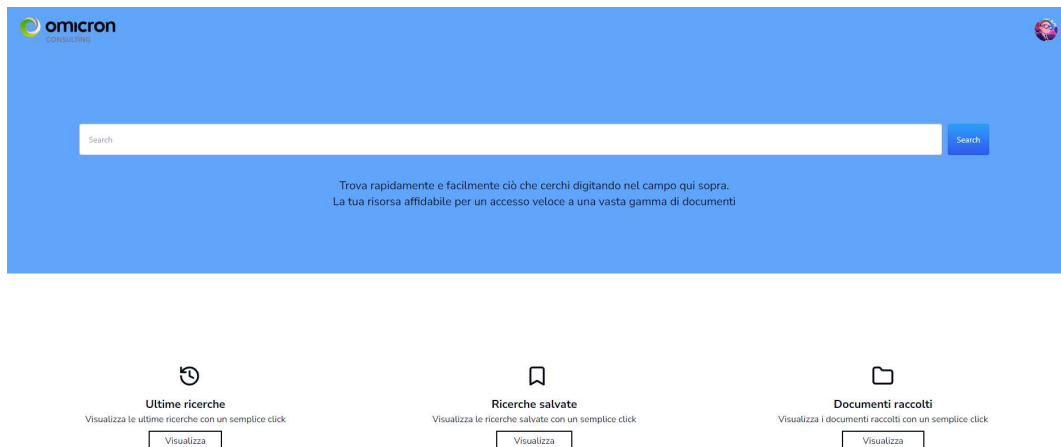 omicron
CONSULTING
Search
Search
Trova rapidamente e facilmente ciò che cerchi digitando nel campo qui sopra.
La tua risorsa affidabile per un accesso veloce a una vasta gamma di documenti
Ultime ricerche
Visualizza le ultime ricerche con un semplice click
Visualizza
Ricerche salvate
Visualizza le ricerche salvate con un semplice click
Visualizza
Documenti raccolti
Visualizza i documenti raccolti con un semplice click
Visualizza